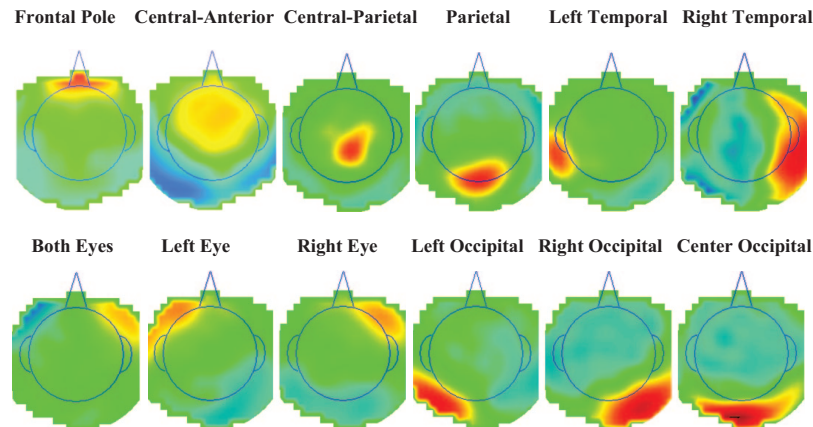 Frontal Pole Central-Anterior Central-Parietal Parietal Left Temporal Right Temporal
Both Eyes Left Eye Right Eye Left Occipital Right Occipital Center Occipital